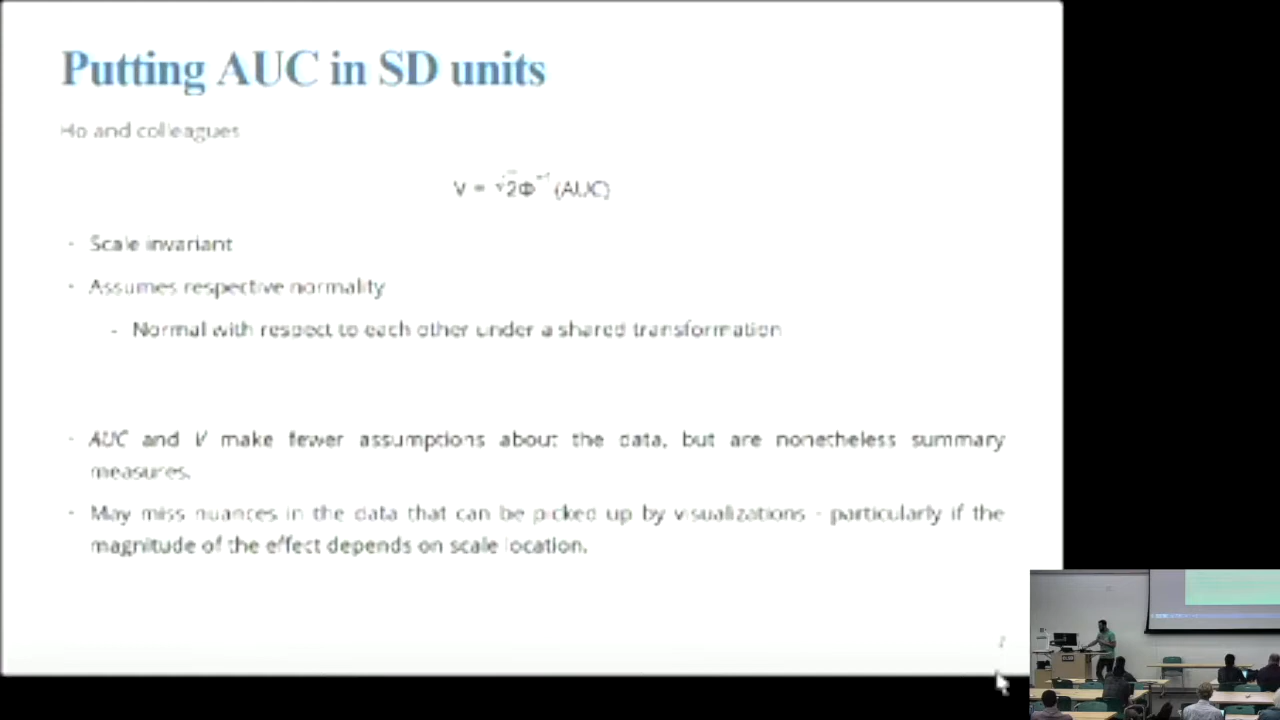 Putting AUC in SD units
Ho and colleagues
V = √2Φ⁻¹ (AUC)
· Scale invariant
· Assumes respective normality
- Normal with respect to each other under a shared transformation
· AUC and V make fewer assumptions about the data, but are nonetheless summary
measures.
· May miss nuances in the data that can be picked up by visualizations - particularly if the
magnitude of the effect depends on scale location.